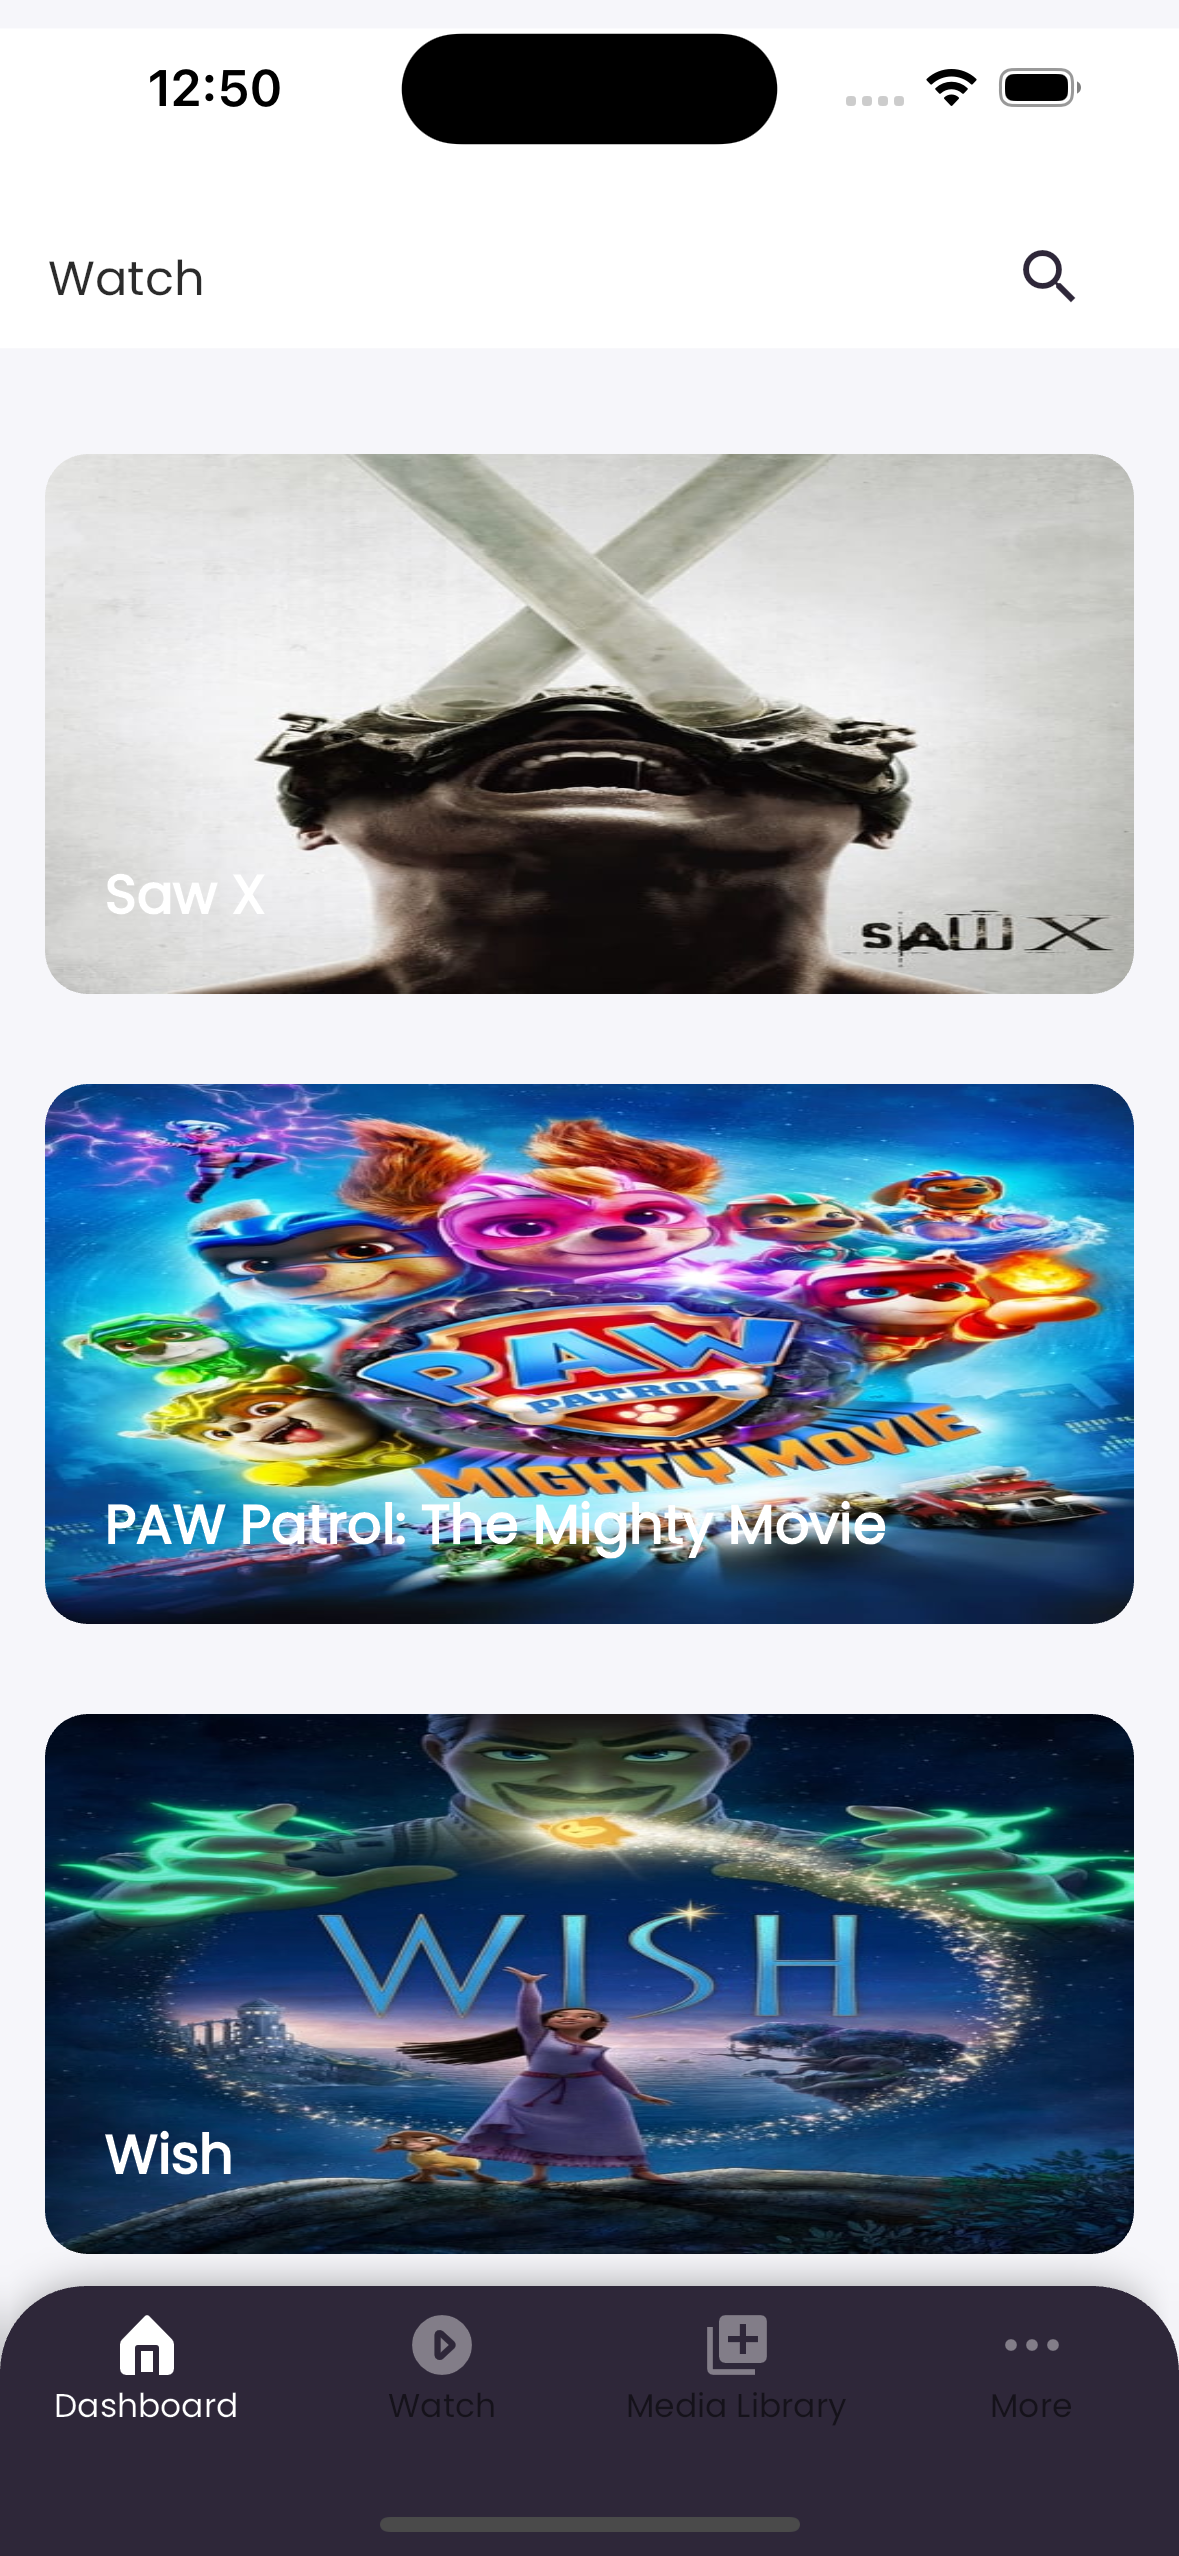 12:50
Watch
Saw X
SAW X
PAW
PATROL
THE
MIGHTY MOVIE
PAW Patrol: The Mighty Movie
WISH
Wish
Dashboard
Watch
Media Library
More